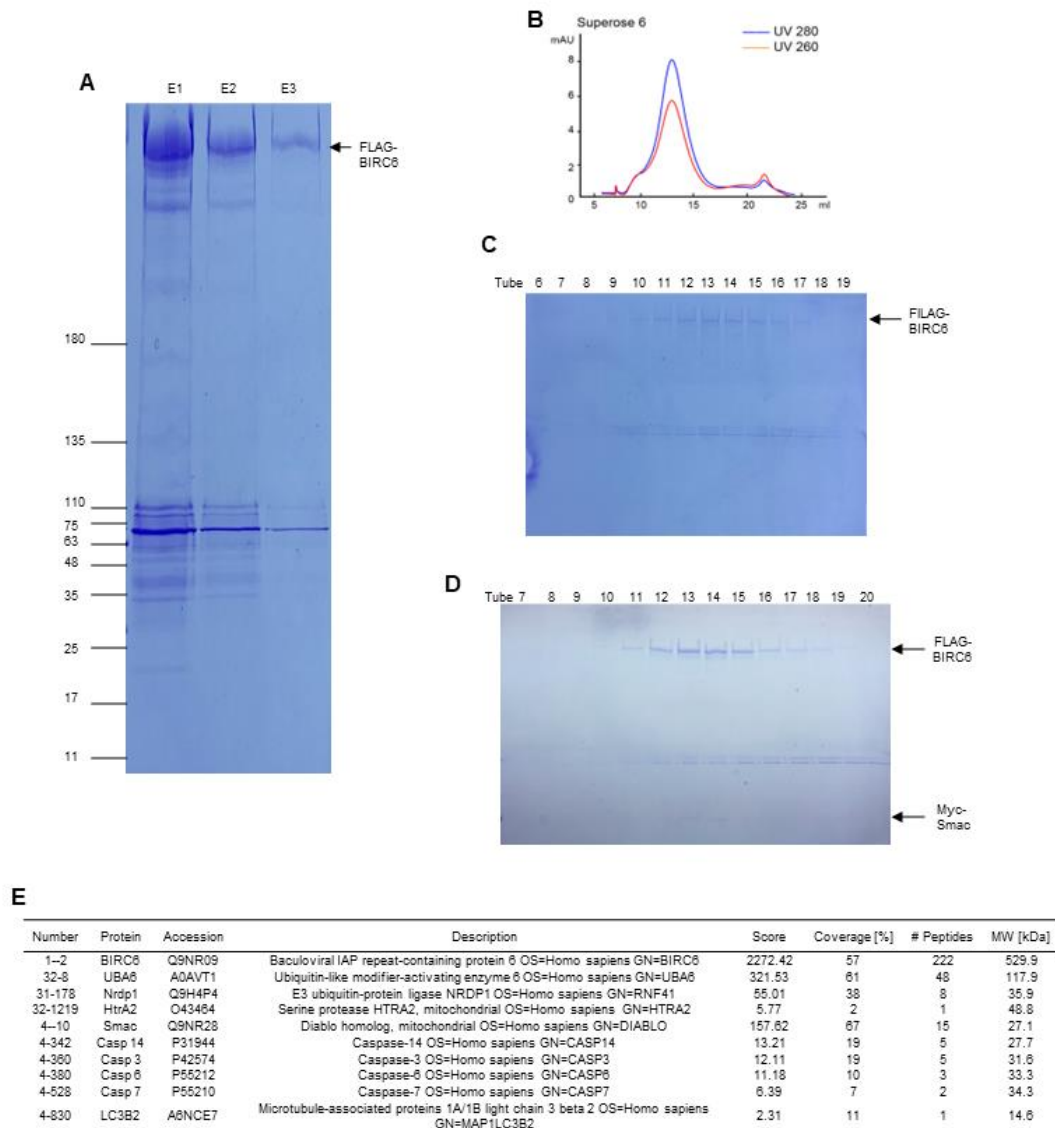 B
Superose 6
mAU
UV 280
UV 260
8
6
4
2
0
5 10 15 20 25 ml
A
E1 E2 E3
FLAG-
BIRC6
180
135
110
75
63
48
35
25
17
11
C
Tube 6 7 8 9 10 11 12 13 14 15 16 17 18 19
FILAG-
BIRC6
D
Tube 7 8 9 10 11 12 13 14 15 16 17 18 19 20
FLAG-
BIRC6
Myc-
Smac
E
Number Protein Accession Description Score Coverage [%] # Peptides MW [kDa]
1--2 BIRC6 Q9NR09 Baculoviral IAP repeat-containing protein 6 OS=Homo sapiens GN=BIRC6 2272.42 57 222 529.9
32-8 UBA6 A0AVT1 Ubiquitin-like modifier-activating enzyme 6 OS=Homo sapiens GN=UBA6 321.53 61 48 117.9
31-178 Nrdp1 Q9H4P4 E3 ubiquitin-protein ligase NRDP1 OS=Homo sapiens GN=RNF41 55.01 38 8 35.9
32-1219 HtrA2 O43464 Serine protease HTRA2, mitochondrial OS=Homo sapiens GN=HTRA2 5.77 2 1 48.8
4--10 Smac Q9NR28 Diablo homolog, mitochondrial OS=Homo sapiens GN=DIABLO 157.62 67 15 27.1
4-342 Casp 14 P31944 Caspase-14 OS=Homo sapiens GN=CASP14 13.21 19 5 27.7
4-360 Casp 3 P42574 Caspase-3 OS=Homo sapiens GN=CASP3 12.11 19 5 31.6
4-380 Casp 6 P55212 Caspase-6 OS=Homo sapiens GN=CASP6 11.18 10 3 33.3
4-528 Casp 7 P55210 Caspase-7 OS=Homo sapiens GN=CASP7 6.39 7 2 34.3
4-830 LC3B2 A6NCE7 Microtubule-associated proteins 1A/1B light chain 3 beta 2 OS=Homo sapiens GN=MAP1LC3B2 2.31 11 1 14.6